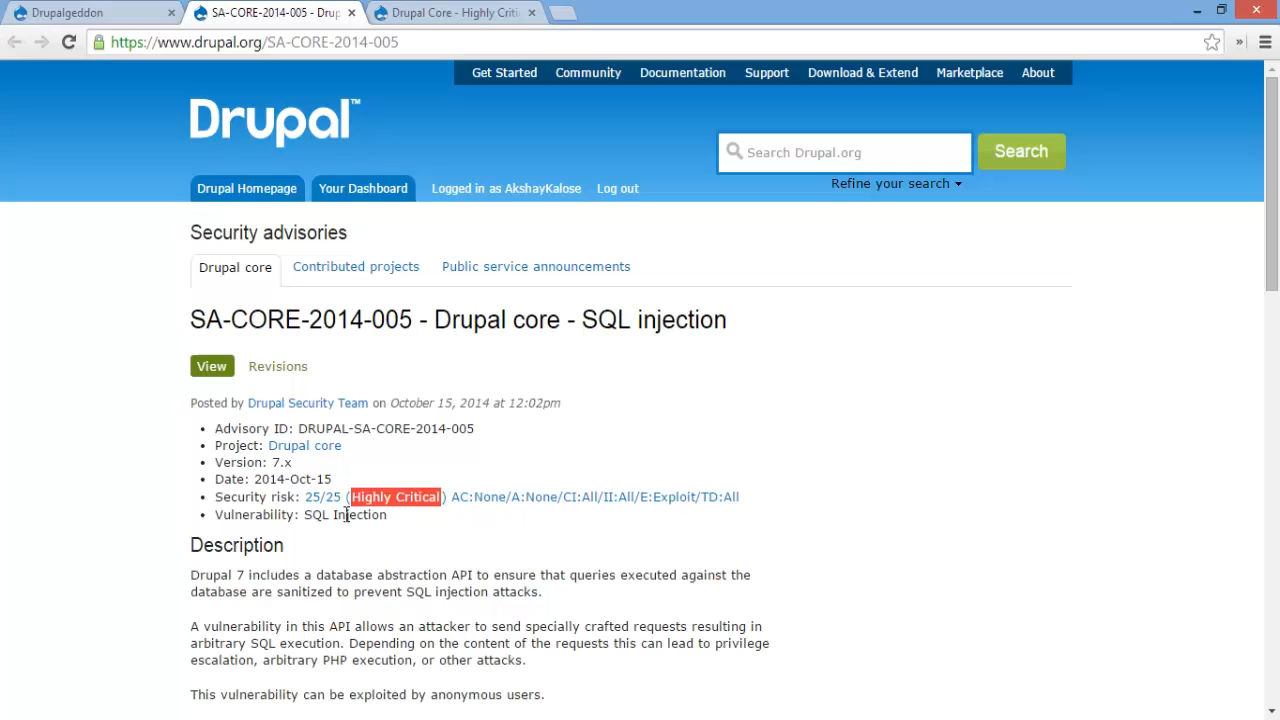 Drupalgeddon
SA-CORE-2014-005 - Drup
Drupal Core - Highly Criti
https://www.drupal.org/SA-CORE-2014-005
Get Started Community Documentation Support Download & Extend Marketplace About
Drupal™
Search Drupal.org
Search
Refine your search
Drupal Homepage Your Dashboard Logged in as AkshayKalose Log out
Security advisories
Drupal core Contributed projects Public service announcements
SA-CORE-2014-005 - Drupal core - SQL injection
View Revisions
Posted by Drupal Security Team on October 15, 2014 at 12:02pm
• Advisory ID: DRUPAL-SA-CORE-2014-005
• Project: Drupal core
• Version: 7.x
• Date: 2014-Oct-15
• Security risk: 25/25 (Highly Critical) AC:None/A:None/CI:All/II:All/E:Exploit/TD:All
• Vulnerability: SQL Injection
Description
Drupal 7 includes a database abstraction API to ensure that queries executed against the
database are sanitized to prevent SQL injection attacks.
A vulnerability in this API allows an attacker to send specially crafted requests resulting in
arbitrary SQL execution. Depending on the content of the requests this can lead to privilege
escalation, arbitrary PHP execution, or other attacks.
This vulnerability can be exploited by anonymous users.